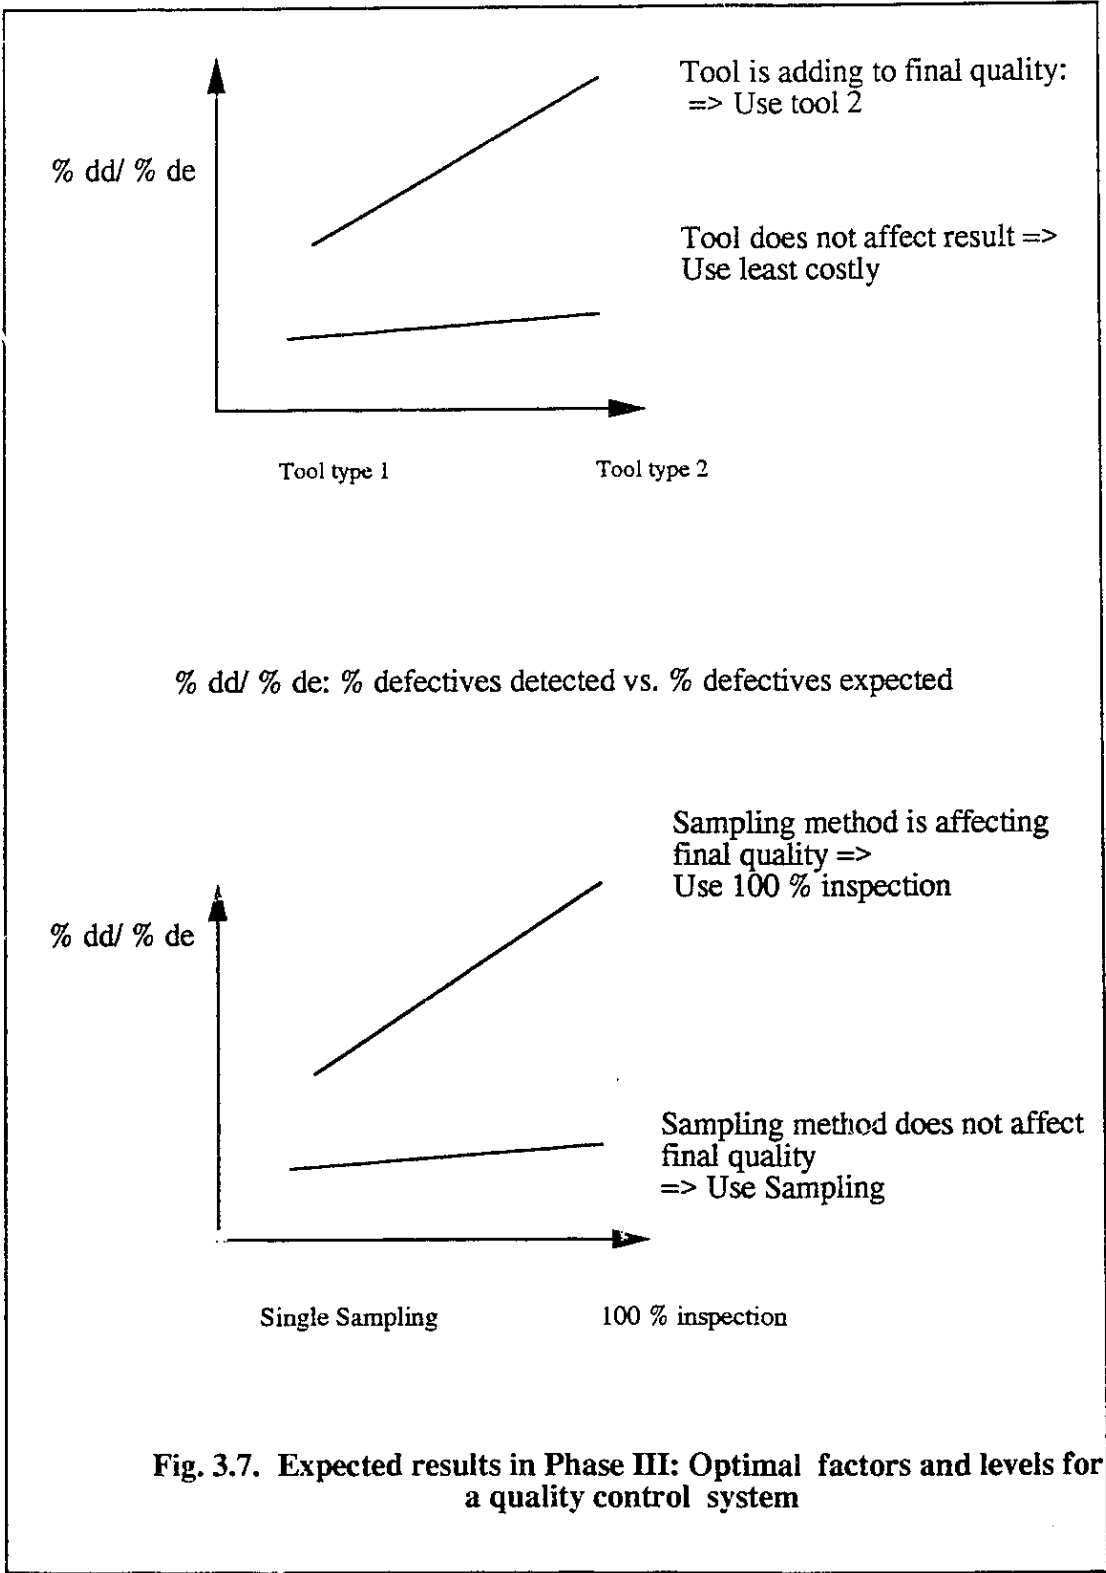 Tool is adding to final quality:
=> Use tool 2
% dd/ % de
Tool does not affect result =>
Use least costly
Tool type 1
Tool type 2
% dd/ % de: % defectives detected vs. % defectives expected
Sampling method is affecting
final quality =>
Use 100 % inspection
% dd/ % de
Sampling method does not affect
final quality
=> Use Sampling
Single Sampling
100 % inspection
Fig. 3.7. Expected results in Phase III: Optimal factors and levels for
a quality control system